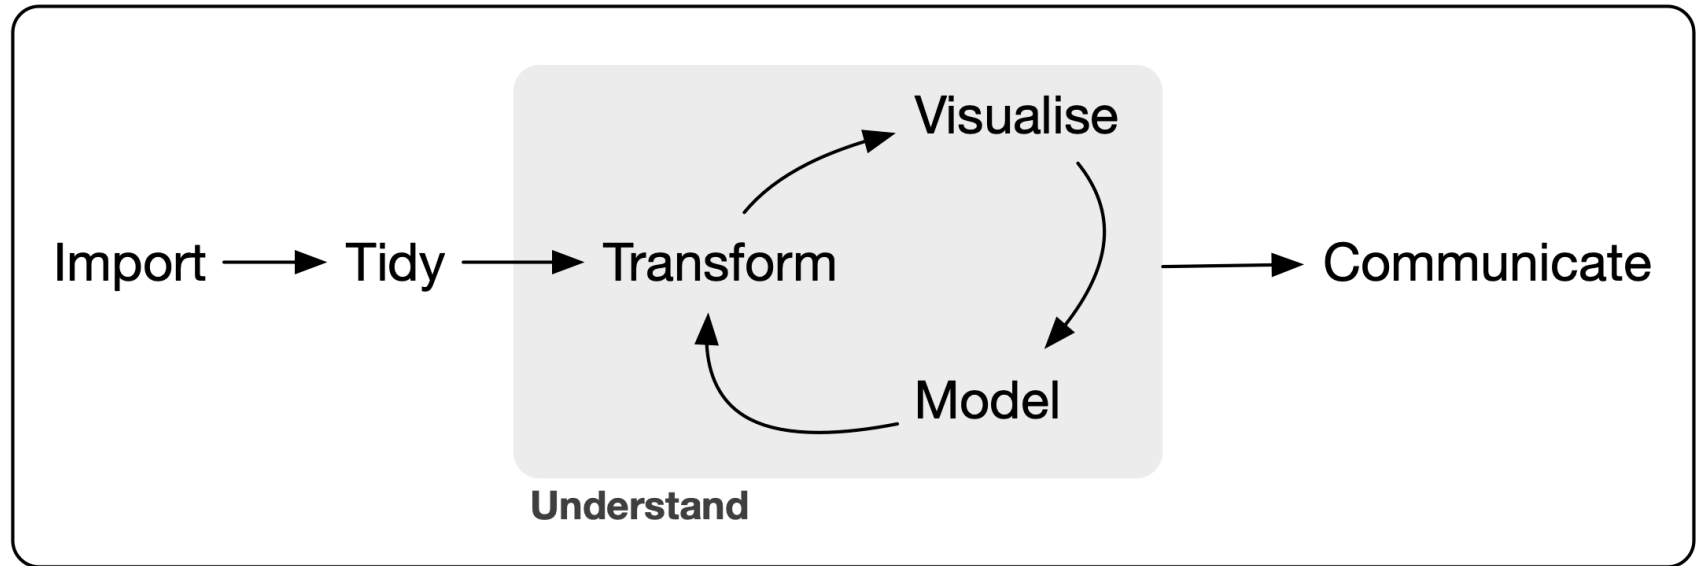 Visualise
Import Tidy Transform Communicate
Model
Understand